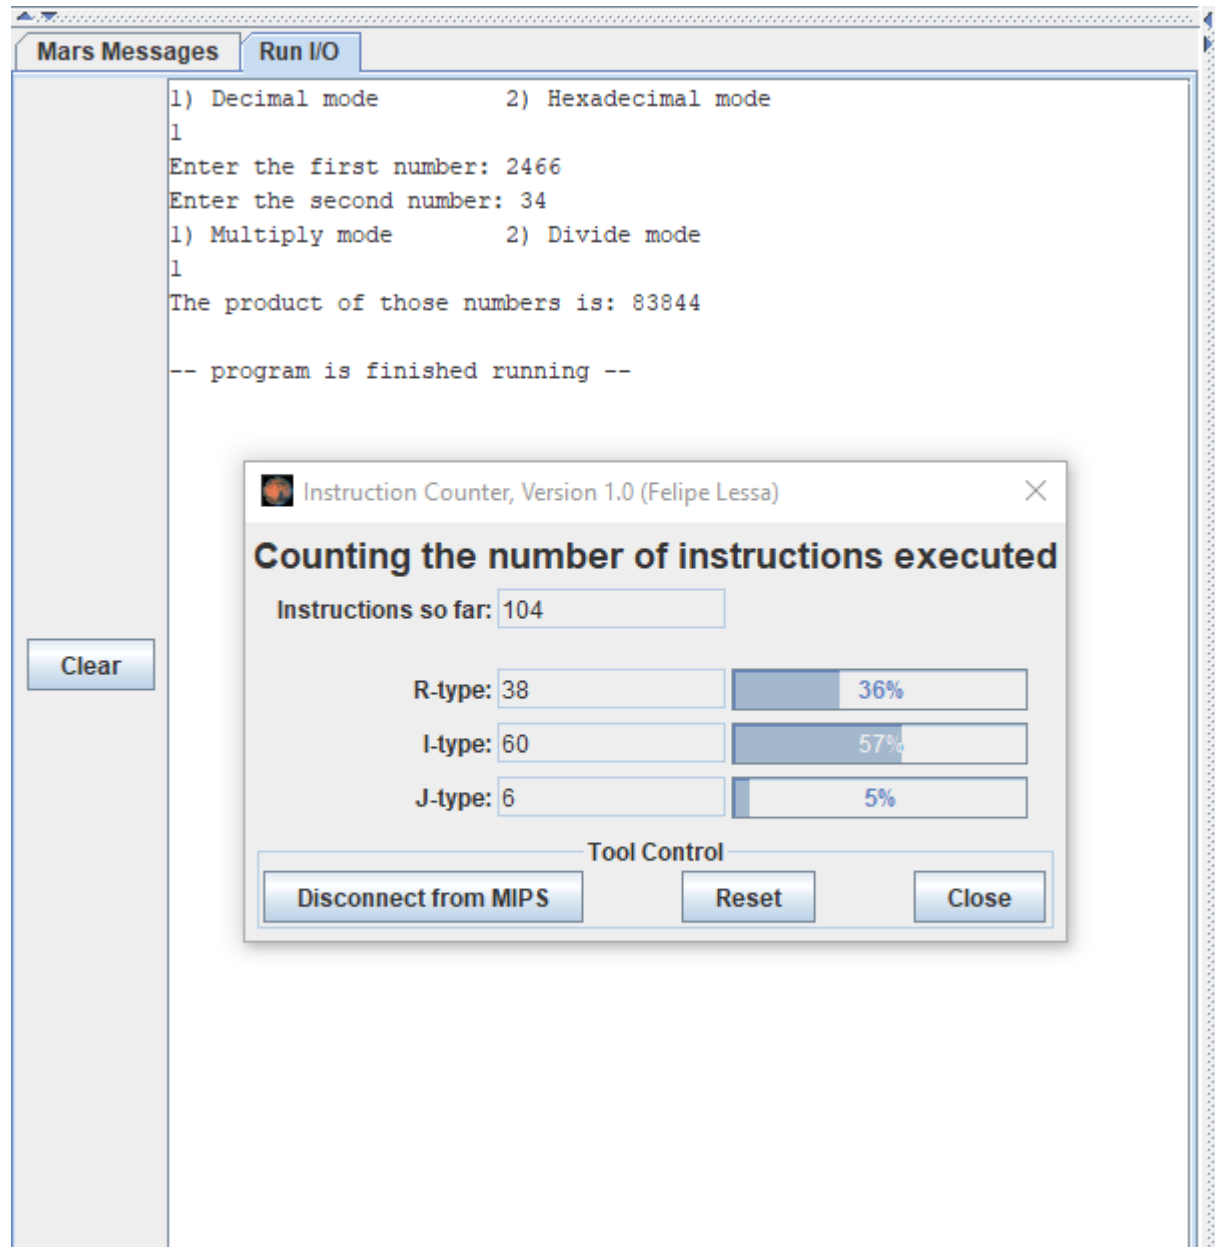 Mars Messages Run I/O
1) Decimal mode 2) Hexadecimal mode
1
Enter the first number: 2466
Enter the second number: 34
1) Multiply mode 2) Divide mode
1
The product of those numbers is: 83844
-- program is finished running --
Instruction Counter, Version 1.0 (Felipe Lessa)
Counting the number of instructions executed
Instructions so far: 104
Clear
R-type: 38 36%
I-type: 60 57%
J-type: 6 5%
Tool Control
Disconnect from MIPS Reset Close